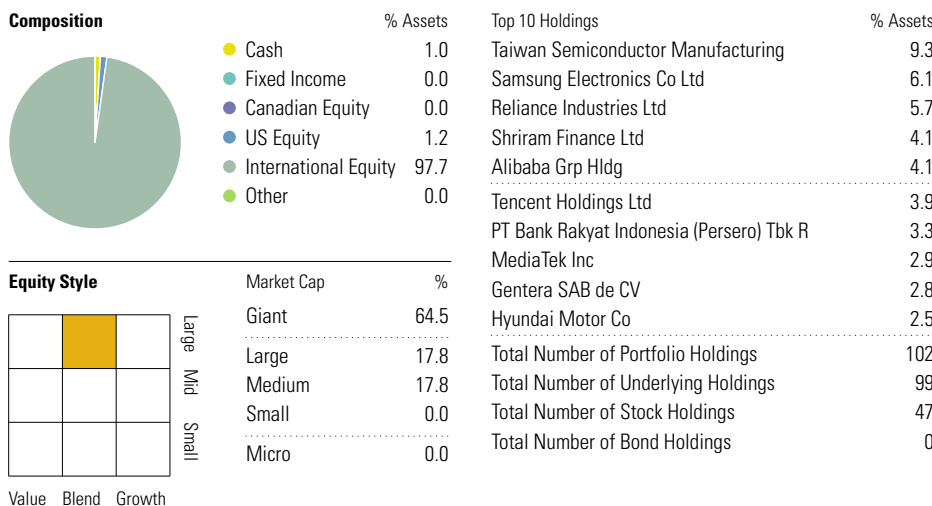 Composition % Assets
Cash 1.0
Fixed Income 0.0
Canadian Equity 0.0
US Equity 1.2
International Equity 97.7
Other 0.0
Equity Style
Large
Mid
Small
Value Blend Growth
Market Cap %
Giant 64.5
Large 17.8
Medium 17.8
Small 0.0
Micro 0.0
Top 10 Holdings % Assets
Taiwan Semiconductor Manufacturing 9.3
Samsung Electronics Co Ltd 6.1
Reliance Industries Ltd 5.7
Shriram Finance Ltd 4.1
Alibaba Grp Hldg 4.1
Tencent Holdings Ltd 3.9
PT Bank Rakyat Indonesia (Persero) Tbk R 3.3
MediaTek Inc 2.9
Gentera SAB de CV 2.8
Hyundai Motor Co 2.5
Total Number of Portfolio Holdings 102
Total Number of Underlying Holdings 99
Total Number of Stock Holdings 47
Total Number of Bond Holdings 0